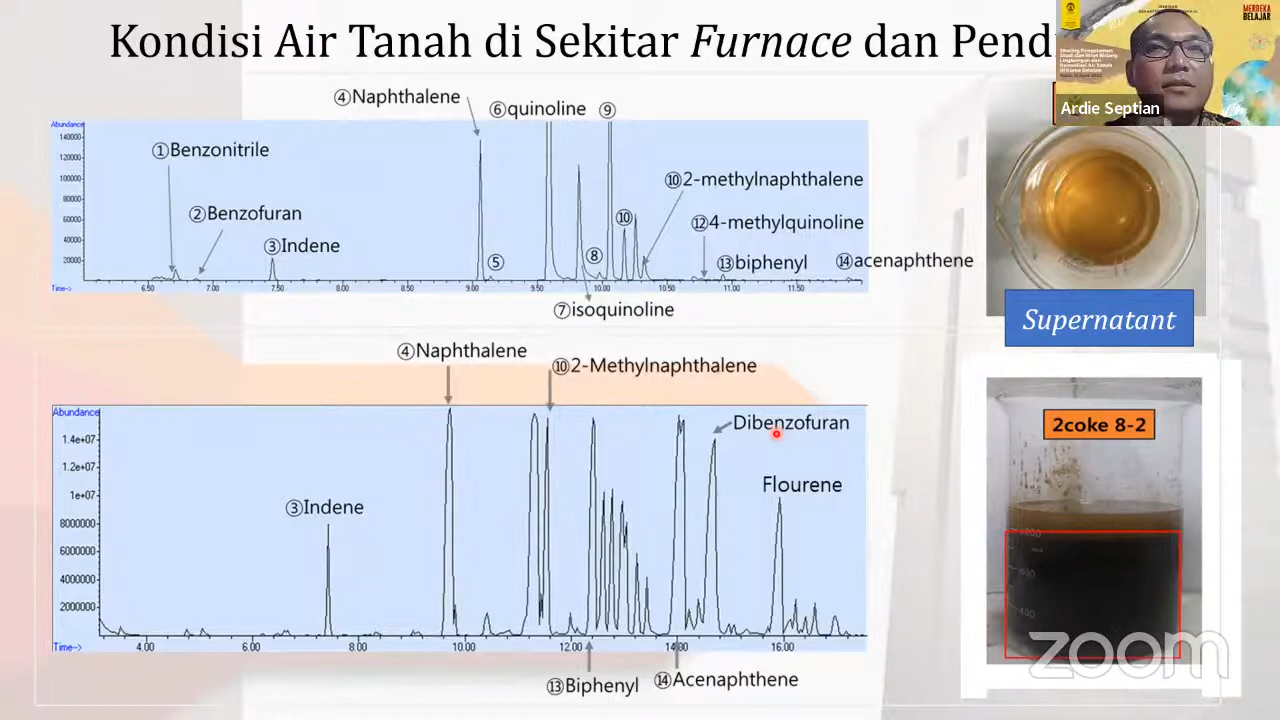 Kondisi Air Tanah di Sekitar Furnace dan Pend
MERDEKA
BELAJAR
Ardie Septian
④Naphthalene
⑥quinoline
⑨
Abundance
①Benzonitrile
②Benzofuran
③Indene
⑤
⑧
⑩
⑩2-methylnaphthalene
⑫4-methylquinoline
⑬biphenyl
⑭acenaphthene
140000
120000
100000
80000
60000
40000
20000
Time-->
6.50
7.00
7.50
8.00
8.50
9.00
9.50
10.00
10.50
11.00
11.50
⑦isoquinoline
Supernatant
④Naphthalene
⑩2-Methylnaphthalene
Abundance
Dibenzofuran
Flourene
③Indene
1.4e+07
1.2e+07
1e+07
8000000
6000000
4000000
2000000
Time-->
4.00
6.00
8.00
10.00
12.00
14.00
16.00
⑬Biphenyl
⑭Acenaphthene
2coke 8-2
400
zoom